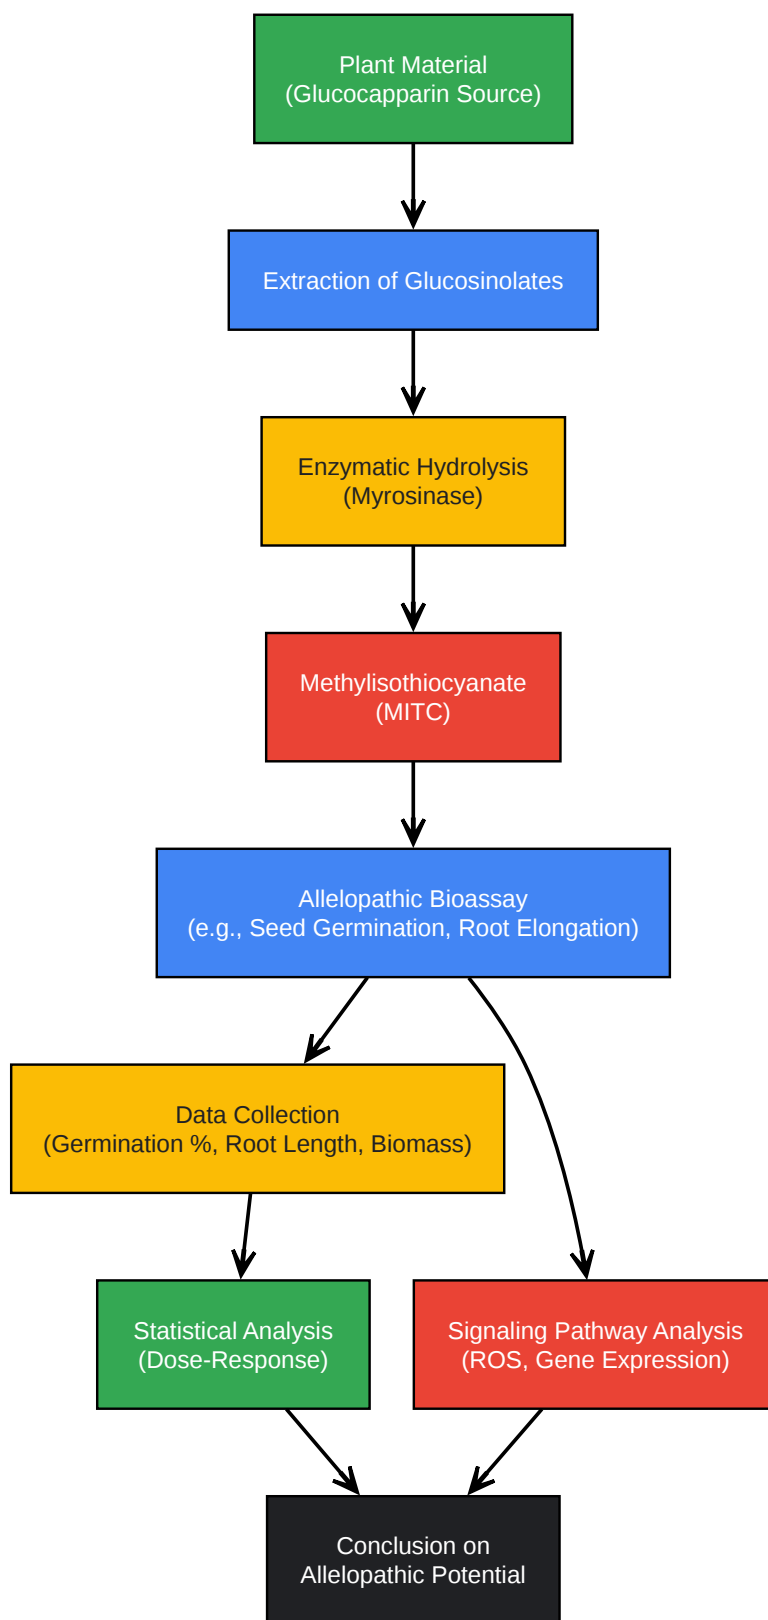 Plant Material
(Glucocapparin Source)
Extraction of Glucosinolates
Enzymatic Hydrolysis
(Myrosinase)
Methylisothiocyanate
(MITC)
Allelopathic Bioassay
(e.g., Seed Germination, Root Elongation)
Data Collection
(Germination %, Root Length, Biomass)
Statistical Analysis
(Dose-Response)
Signaling Pathway Analysis
(ROS, Gene Expression)
Conclusion on
Allelopathic Potential